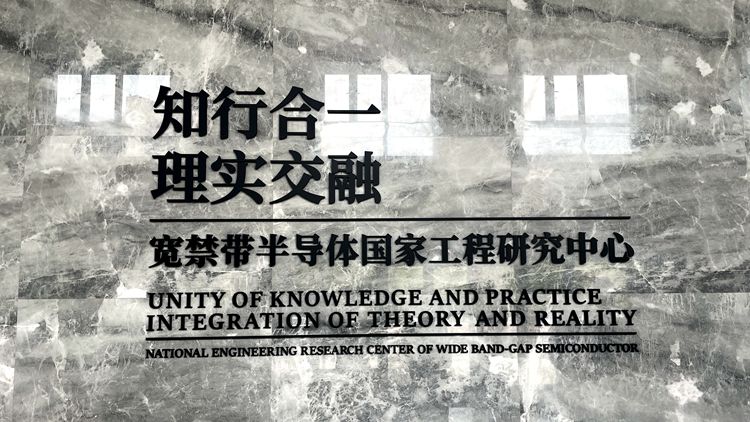 知行合一
理实交融
宽禁带半导体国家工程研究中心
UNITY OF KNOWLEDGE AND PRACTICE
INTEGRATION OF THEORY AND REALITY
NATIONAL ENGINEERING RESEARCH CENTER OF WIDE BAND-GAP SEMICONDUCTOR